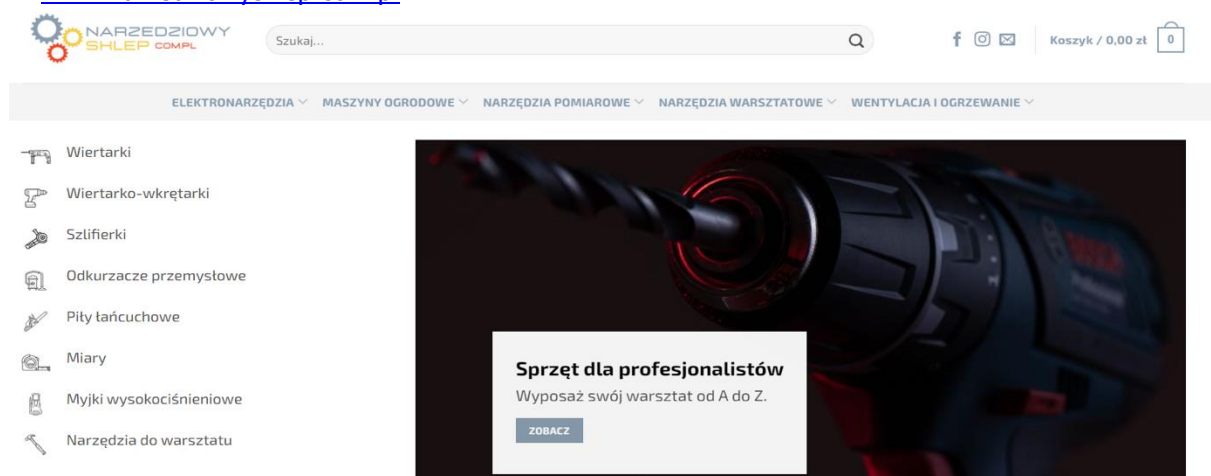 NARZEDZIOWY
SKLEP COM.PL
Szukaj...
Koszyk / 0,00 zł 0
ELEKTRONARZĘDZIA MASZYNY OGRODOWE NARZĘDZIA POMIAROWE NARZĘDZIA WARSZTATOWE WENTYLACJA I OGRZEWANIE
Wiertarki
Wiertarko-wkrętarki
Szlifierki
Odkurzacze przemysłowe
Piły łańcuchowe
Miary
Myjki wysokociśnieniowe
Narzędzia do warsztatu
Sprzęt dla profesjonalistów
Wyposaż swój warsztat od A do Z.
ZOBACZ